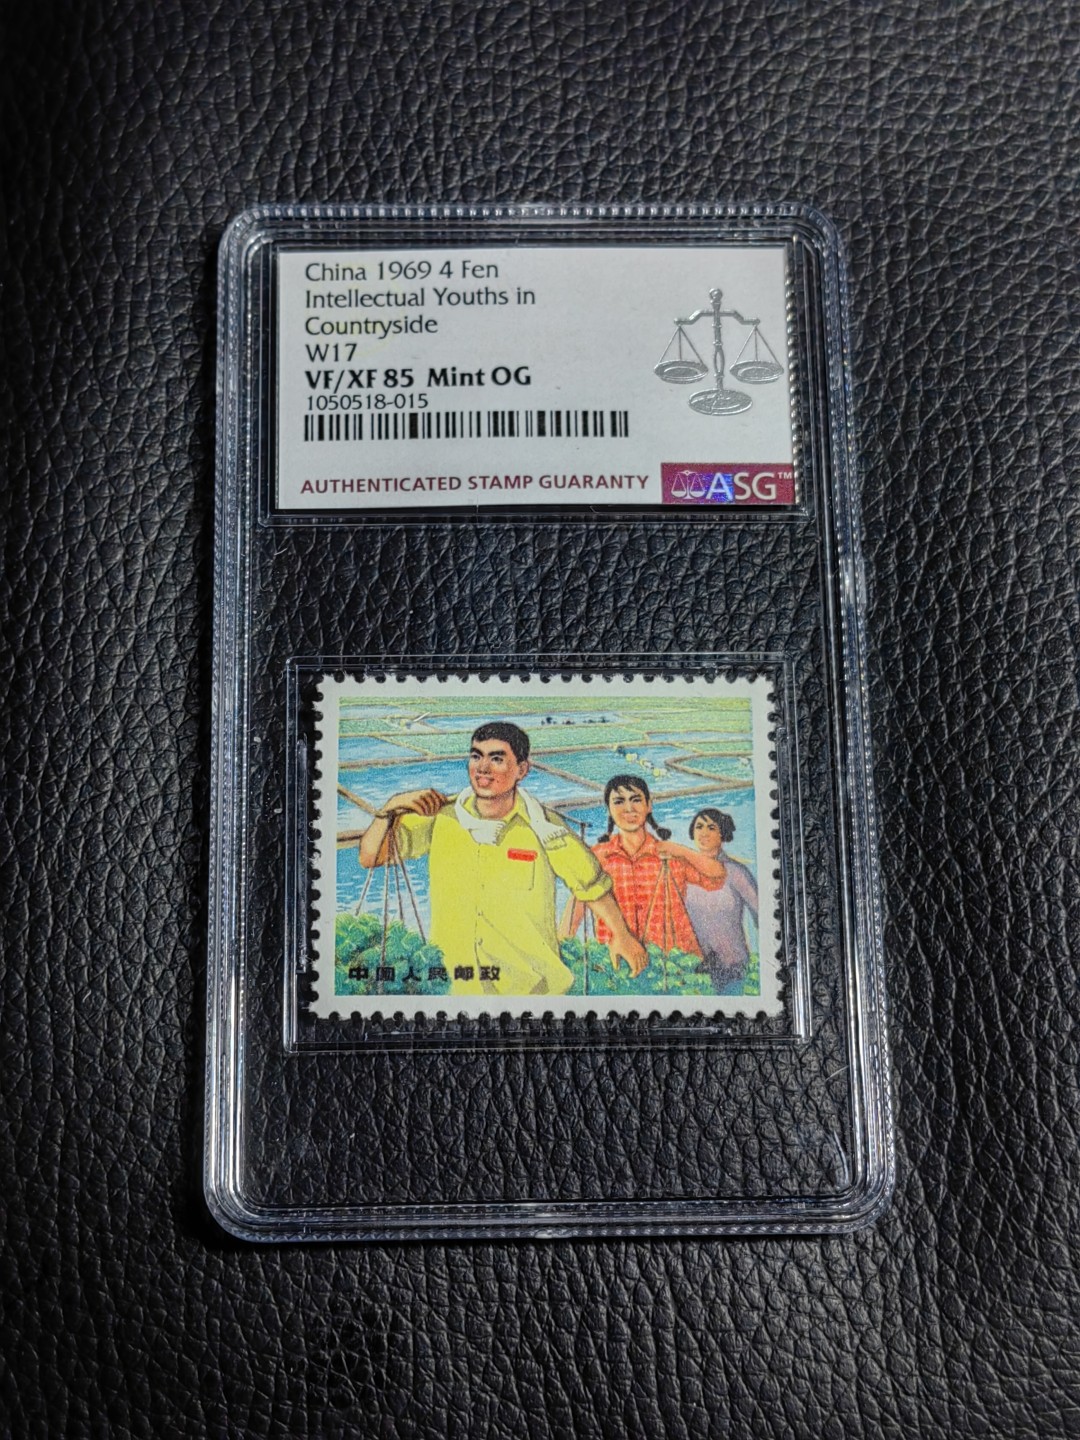 China 1969 4 Fen
Intellectual Youths in
Countryside
W17
VF/XF 85 Mint OG
1050518-015
AUTHENTICATED STAMP GUARANTY ASG™
中国人民邮政